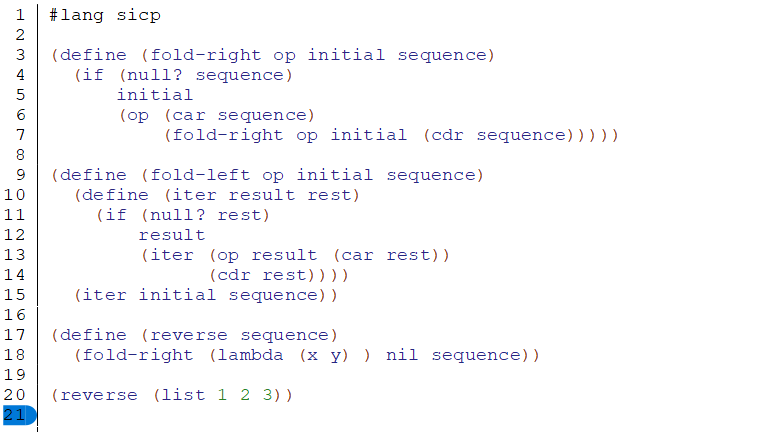 1 #lang sicp
2
3 (define (fold-right op initial sequence)
4   (if (null? sequence)
5       initial
6       (op (car sequence)
7           (fold-right op initial (cdr sequence)))))
8
9 (define (fold-left op initial sequence)
10   (define (iter result rest)
11     (if (null? rest)
12         result
13         (iter (op result (car rest))
14               (cdr rest))))
15   (iter initial sequence))
16
17 (define (reverse sequence)
18   (fold-right (lambda (x y) ) nil sequence))
19
20 (reverse (list 1 2 3))
21